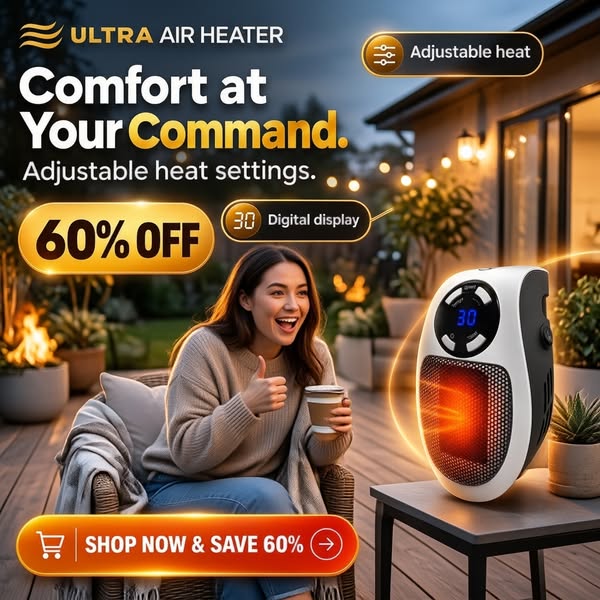 ULTRA AIR HEATER
Adjustable heat
Comfort at
Your Command.
Adjustable heat settings.
60% OFF
30 Digital display
30
SHOP NOW & SAVE 60%